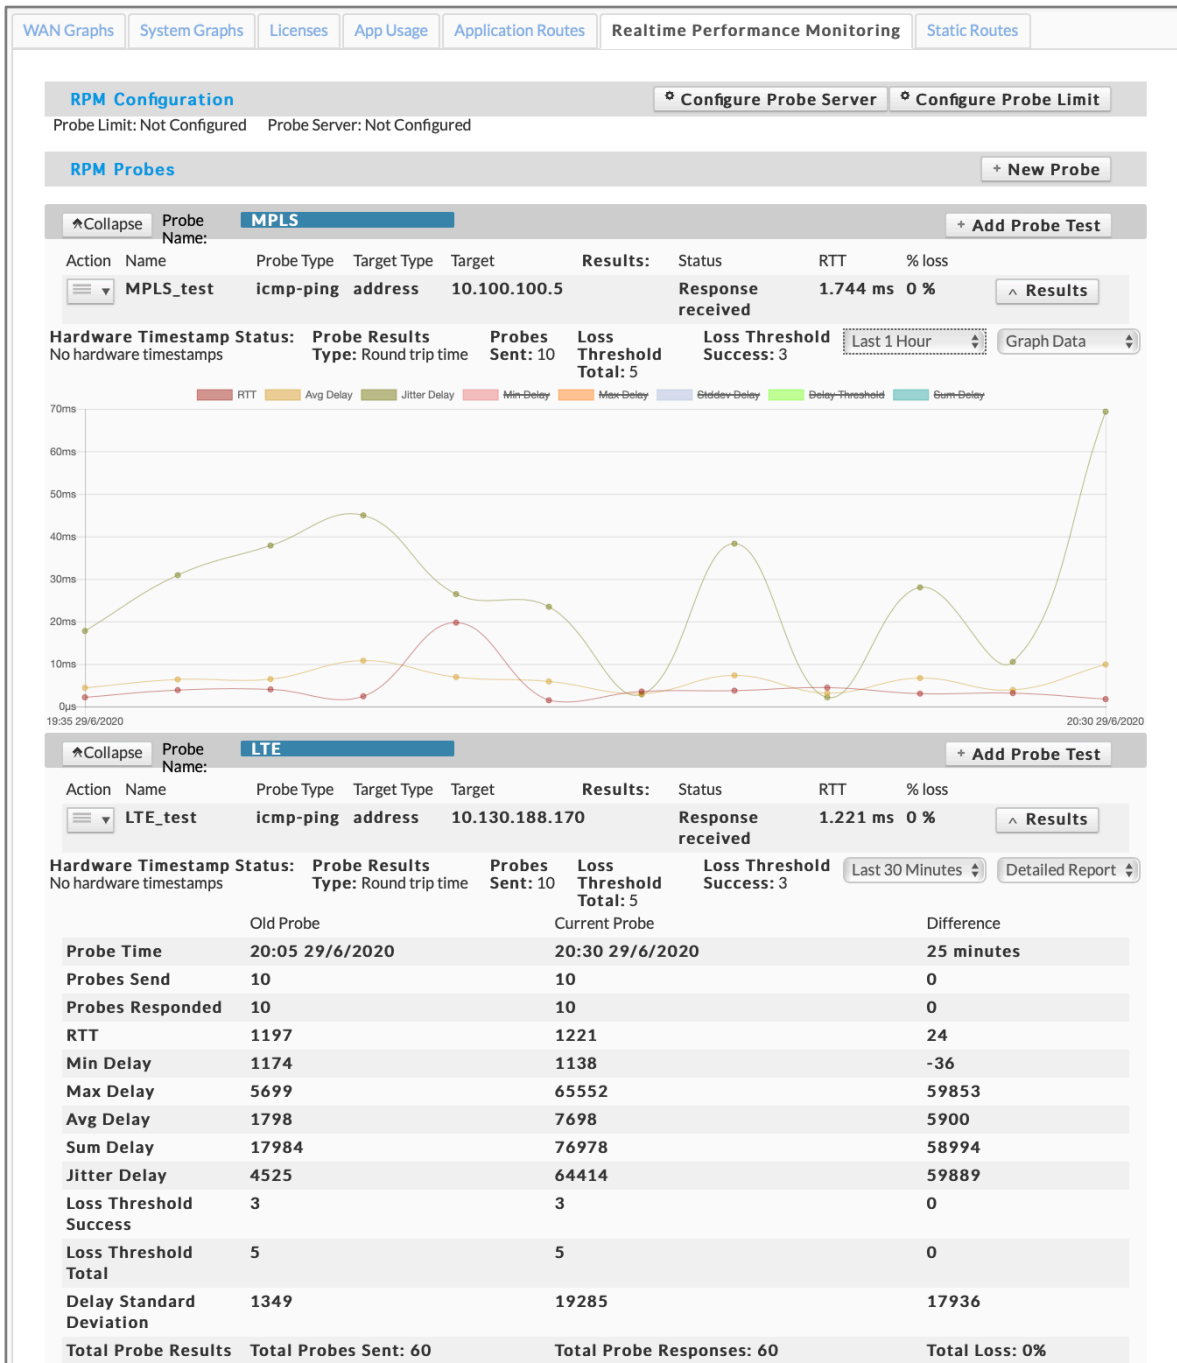 WAN Graphs System Graphs Licenses App Usage Application Routes Realtime Performance Monitoring Static Routes
RPM Configuration Configure Probe Server Configure Probe Limit
Probe Limit: Not Configured Probe Server: Not Configured
RPM Probes + New Probe
Collapse Probe Name: MPLS + Add Probe Test
Action Name Probe Type Target Type Target Results: Status RTT % loss
MPLS_test icmp-ping address 10.100.100.5 Response received 1.744 ms 0 % Results
Hardware Timestamp Status: Probe Results Probes Loss Loss Threshold Last 1 Hour Graph Data
No hardware timestamps Type: Round trip time Sent: 10 Threshold Success: 3
Total: 5
RTT Avg Delay Jitter Delay Min Delay Max Delay Stddev Delay Delay Threshold Sum Delay
70ms
60ms
50ms
40ms
30ms
20ms
10ms
0µs
19:35 29/6/2020 20:30 29/6/2020
Collapse Probe Name: LTE + Add Probe Test
Action Name Probe Type Target Type Target Results: Status RTT % loss
LTE_test icmp-ping address 10.130.188.170 Response received 1.221 ms 0 % Results
Hardware Timestamp Status: Probe Results Probes Loss Loss Threshold Last 30 Minutes Detailed Report
No hardware timestamps Type: Round trip time Sent: 10 Threshold Success: 3
Total: 5
Old Probe Current Probe Difference
Probe Time 20:05 29/6/2020 20:30 29/6/2020 25 minutes
Probes Send 10 10 0
Probes Responded 10 10 0
RTT 1197 1221 24
Min Delay 1174 1138 -36
Max Delay 5699 65552 59853
Avg Delay 1798 7698 5900
Sum Delay 17984 76978 58994
Jitter Delay 4525 64414 59889
Loss Threshold Success 3 3 0
Loss Threshold Total 5 5 0
Delay Standard Deviation 1349 19285 17936
Total Probe Results Total Probes Sent: 60 Total Probe Responses: 60 Total Loss: 0%